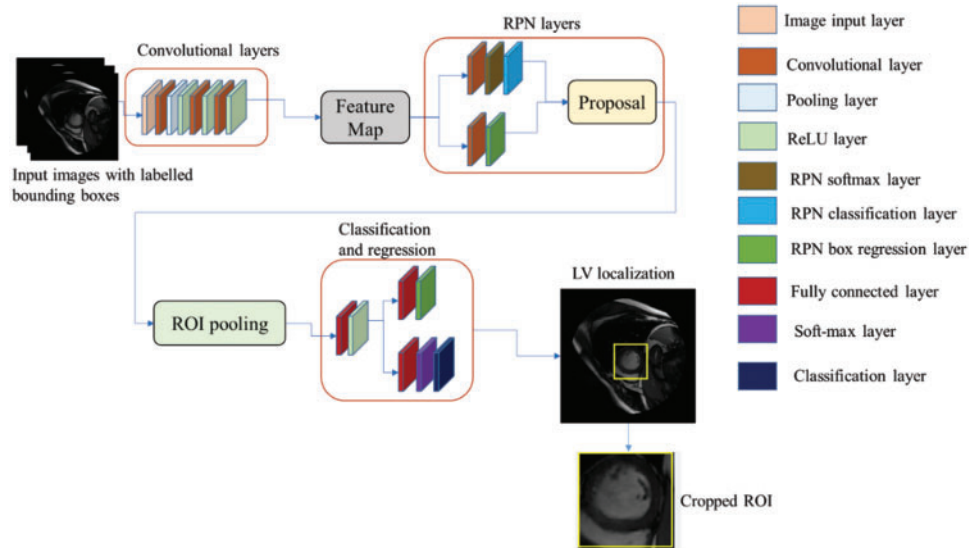 Convolutional layers
RPN layers
Feature
Map
Proposal
Input images with labelled
bounding boxes
Classification
and regression
ROI pooling
LV localization
Cropped ROI
Image input layer
Convolutional layer
Pooling layer
ReLU layer
RPN softmax layer
RPN classification layer
RPN box regression layer
Fully connected layer
Soft-max layer
Classification layer